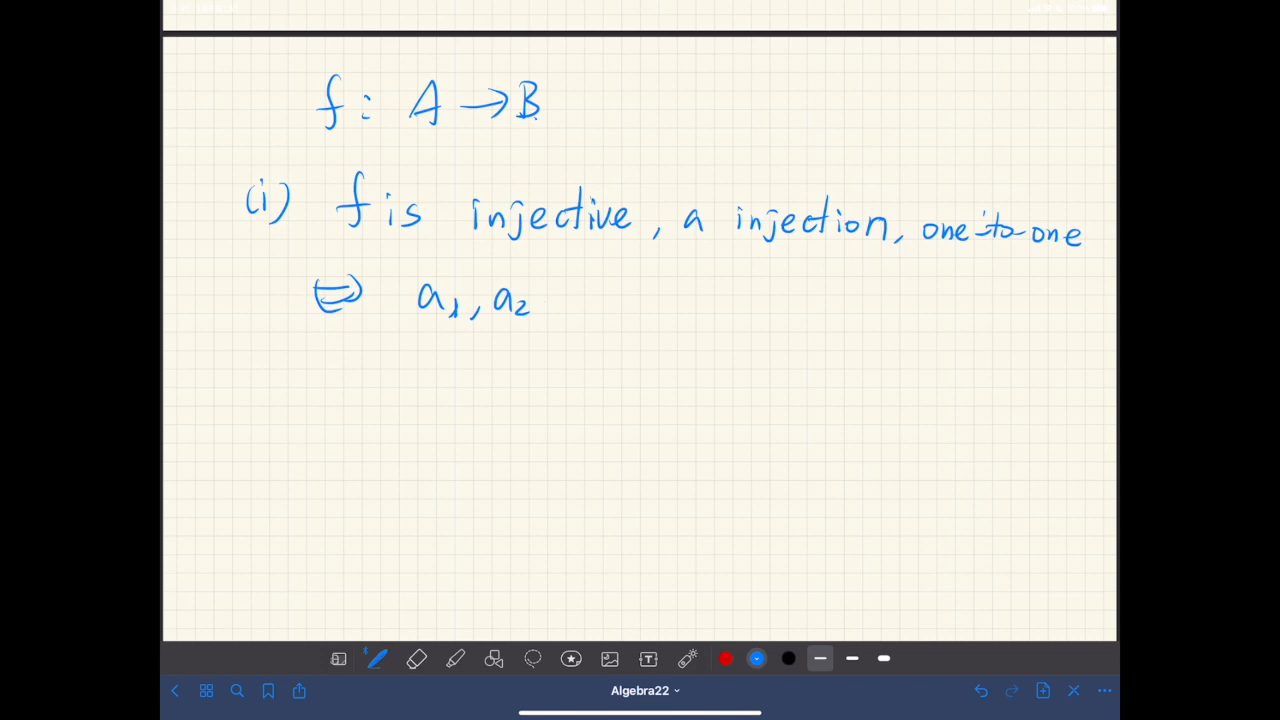 f : A → B
(i) f is injective, a injection, one-to-one
⇔ a₁, a₂
Algebra22